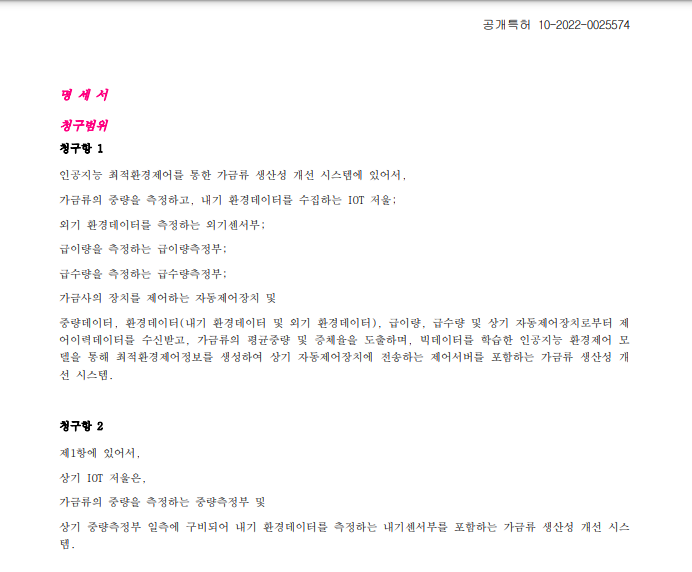 공개특허 10-2022-0025574
명 세 서
청구범위
청구항 1
인공지능 최적환경제어를 통한 가금류 생산성 개선 시스템에 있어서,
가금류의 중량을 측정하고, 내기 환경데이터를 수집하는 IOT 저울;
외기 환경데이터를 측정하는 외기센서부;
급이량을 측정하는 급이량측정부;
급수량을 측정하는 급수량측정부;
가금사의 장치를 제어하는 자동제어장치 및
중량데이터, 환경데이터(내기 환경데이터 및 외기 환경데이터), 급이량, 급수량 및 상기 자동제어장치로부터 제
어이력데이터를 수신받고, 가금류의 평균중량 및 증체율을 도출하며, 빅데이터를 학습한 인공지능 환경제어 모
델을 통해 최적환경제어정보를 생성하여 상기 자동제어장치에 전송하는 제어서버를 포함하는 가금류 생산성 개
선 시스템.
청구항 2
제1항에 있어서,
상기 IOT 저울은,
가금류의 중량을 측정하는 중량측정부 및
상기 중량측정부 일측에 구비되어 내기 환경데이터를 측정하는 내기센서부를 포함하는 가금류 생산성 개선 시스
템.